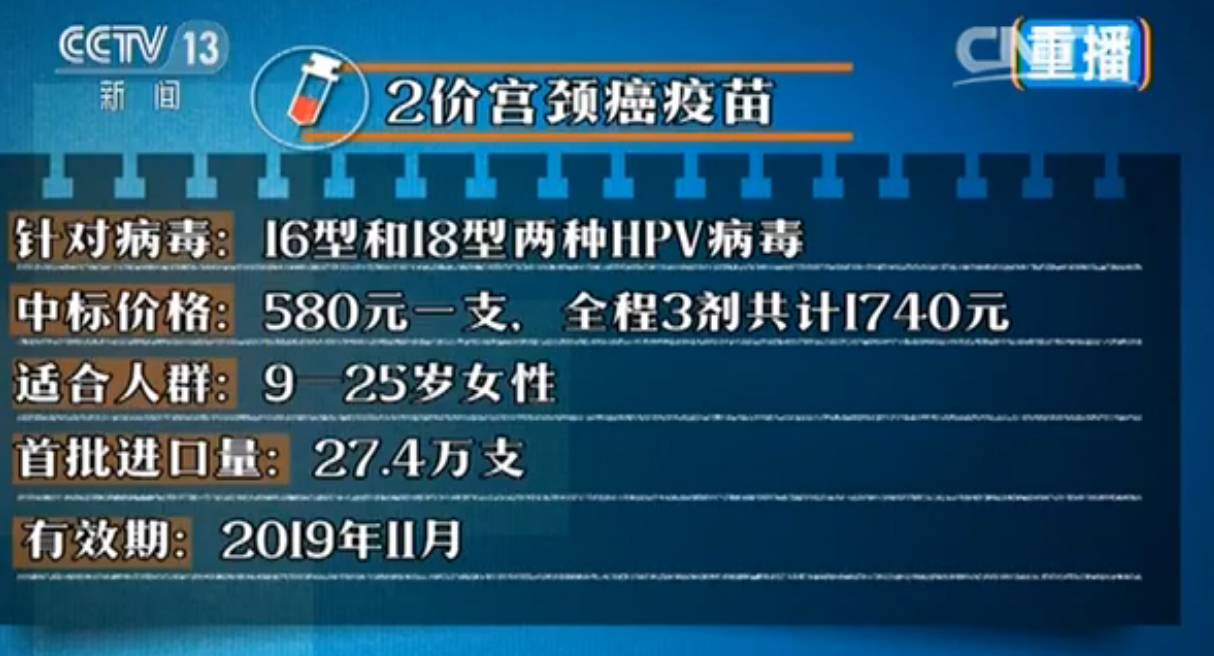 CCTV 13
新闻
重播
2价宫颈癌疫苗
针对病毒: 16型和18型两种HPV病毒
中标价格: 580元一支, 全程3剂共计1740元
适合人群: 9—25岁女性
首批进口量: 27.4万支
有效期: 2019年11月